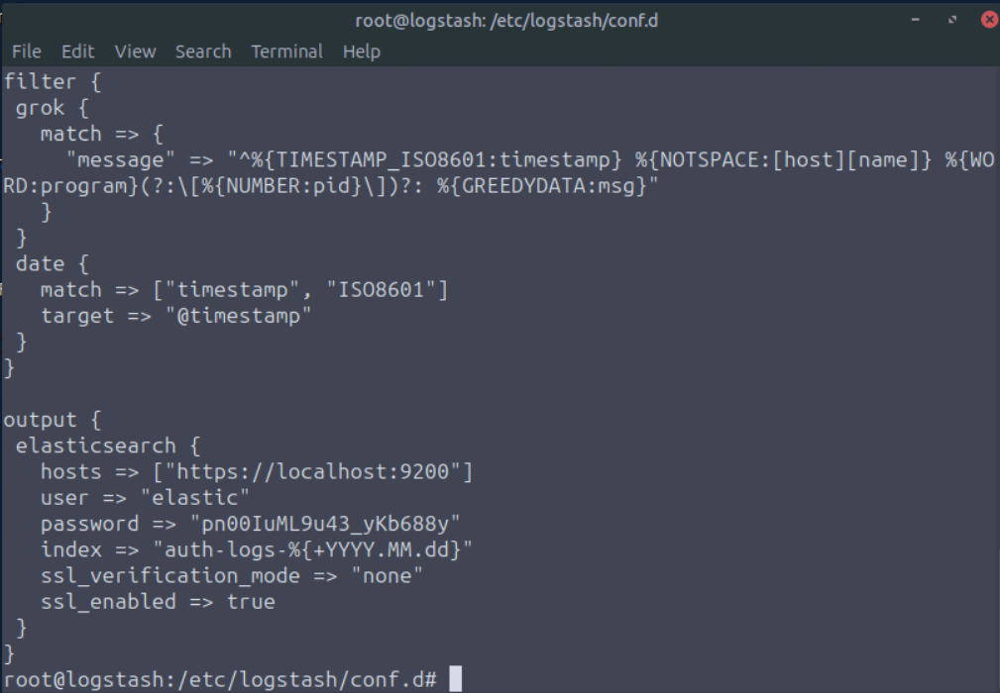 root@logstash: /etc/logstash/conf.d
File Edit View Search Terminal Help
filter {
 grok {
   match => {
     "message" => "^%{TIMESTAMP_ISO8601:timestamp} %{NOTSPACE:[host][name]} %{WO
RD:program}(?:\[%{NUMBER:pid}\])?: %{GREEDYDATA:msg}"
   }
 }
 date {
   match => ["timestamp", "ISO8601"]
   target => "@timestamp"
 }
}

output {
 elasticsearch {
   hosts => ["https://localhost:9200"]
   user => "elastic"
   password => "pn00IuML9u43_yKb688y"
   index => "auth-logs-%{+YYYY.MM.dd}"
   ssl_verification_mode => "none"
   ssl_enabled => true
 }
}
root@logstash:/etc/logstash/conf.d#